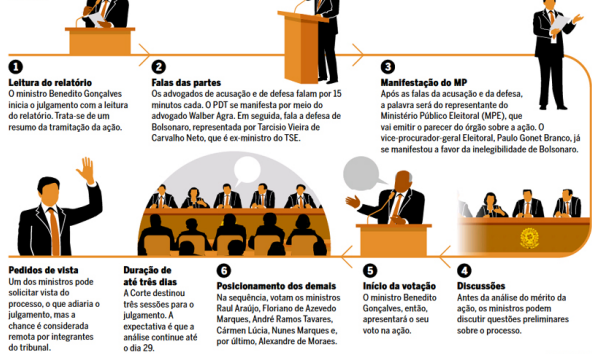 1
Leitura do relatório
O ministro Benedito Gonçalves
inicia o julgamento com a leitura
do relatório. Trata-se de um
resumo da tramitação da ação.
2
Falas das partes
Os advogados de acusação e de defesa falam por 15
minutos cada. O PDT se manifesta por meio do
advogado Walber Agra. Em seguida, fala a defesa de
Bolsonaro, representada por Tarcisio Vieira de
Carvalho Neto, que é ex-ministro do TSE.
3
Manifestação do MP
Após as falas da acusação e da defesa,
a palavra será do representante do
Ministério Público Eleitoral (MPE), que
vai emitir o parecer do órgão sobre a ação. O
vice-procurador-geral Eleitoral, Paulo Gonet Branco, já
se manifestou a favor da inelegibilidade de Bolsonaro.
4
Discussões
Antes da análise do mérito da
ação, os ministros podem
discutir questões preliminares
sobre o processo.
5
Início da votação
O ministro Benedito
Gonçalves, então,
apresentará o seu
voto na ação.
6
Posicionamento dos demais
Na sequência, votam os ministros
Raul Araújo, Floriano de Azevedo
Marques, André Ramos Tavares,
Cármen Lúcia, Nunes Marques e,
por último, Alexandre de Moraes.
Duração de
até três dias
A Corte destinou
três sessões para o
julgamento. A
expectativa é que a
análise continue até
o dia 29.
Pedidos de vista
Um dos ministros pode
solicitar vista do
processo, o que adiaria o
julgamento, mas a
chance é considerada
remota por integrantes
do tribunal.